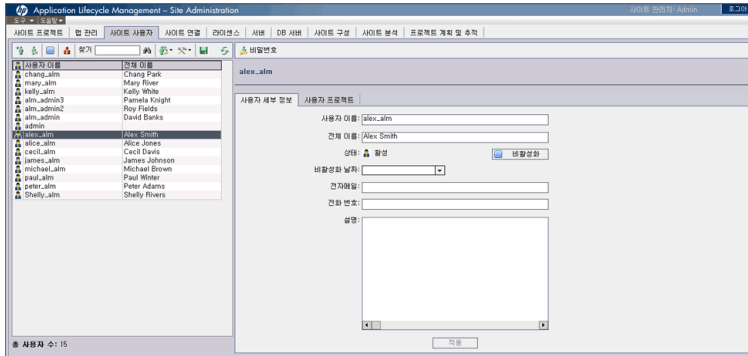 hp Application Lifecycle Management – Site Administration 사이트 관리자: Admin 로그아
도구 도움말
사이트 프로젝트 랩 관리 사이트 사용자 사이트 연결 라이센스 서버 DB 서버 사이트 구성 사이트 분석 프로젝트 계획 및 추적
찾기 비밀번호
사용자 이름 전체 이름
chang_alm Chang Park
mary_alm Mary River
kelly_alm Kelly White
alm_admin3 Pamela Knight
alm_admin2 Roy Fields
alm_admin David Banks
admin
alex_alm Alex Smith
alice_alm Alice Jones
cecil_alm Cecil Davis
james_alm James Johnson
michael_alm Michael Brown
paul_alm Paul Winter
peter_alm Peter Adams
Shelly_alm Shelly Rivers
총 사용자 수: 15
alex_alm
사용자 세부 정보 사용자 프로젝트
사용자 이름: alex_alm
전체 이름: Alex Smith
상태: 활성 비활성화
비활성화 날짜:
전자메일:
전화 번호:
설명:
적용